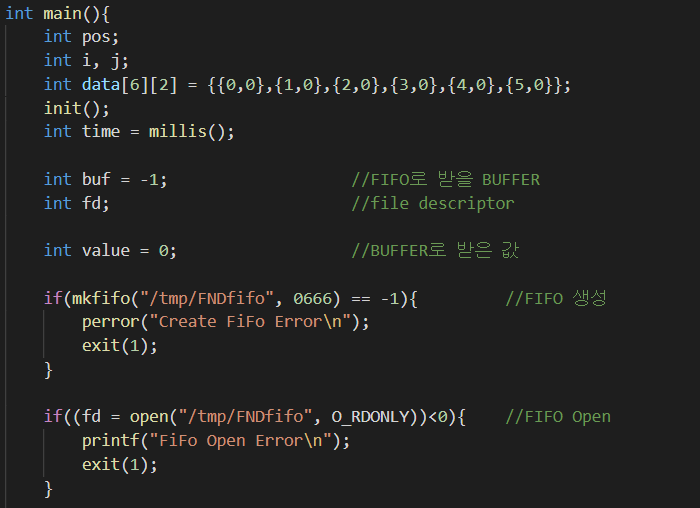 int main(){
int pos;
int i, j;
int data[6][2] = {{0,0},{1,0},{2,0},{3,0},{4,0},{5,0}};
init();
int time = millis();
int buf = -1; //FIFO로 받을 BUFFER
int fd; //file descriptor
int value = 0; //BUFFER로 받은 값
if(mkfifo("/tmp/FNDfifo", 0666) == -1){ //FIFO 생성
perror("Create FiFo Error\n");
exit(1);
}
if((fd = open("/tmp/FNDfifo", O_RDONLY))<0){ //FIFO Open
printf("FiFo Open Error\n");
exit(1);
}